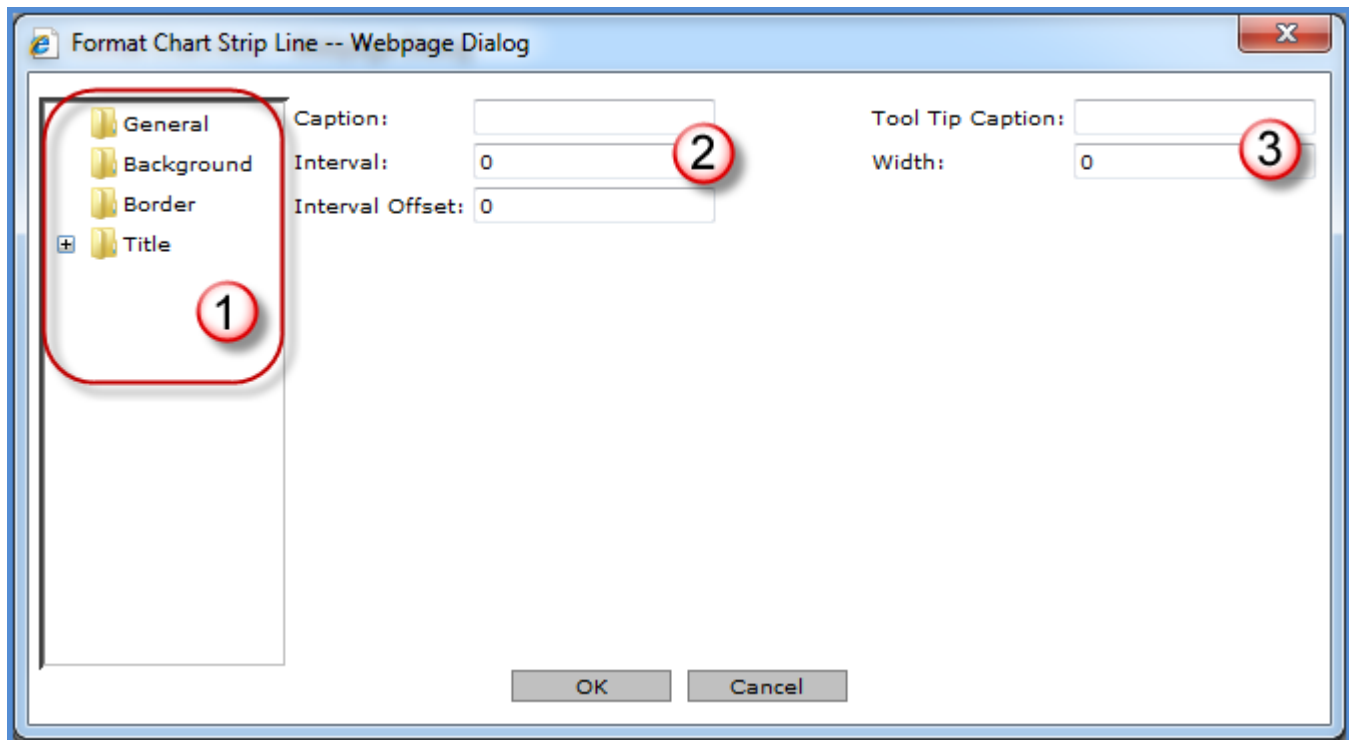 Format Chart Strip Line -- Webpage Dialog
General
Background
Border
Title
1
Caption:
Interval: 0
Interval Offset: 0
2
Tool Tip Caption:
Width: 0
3
OK
Cancel